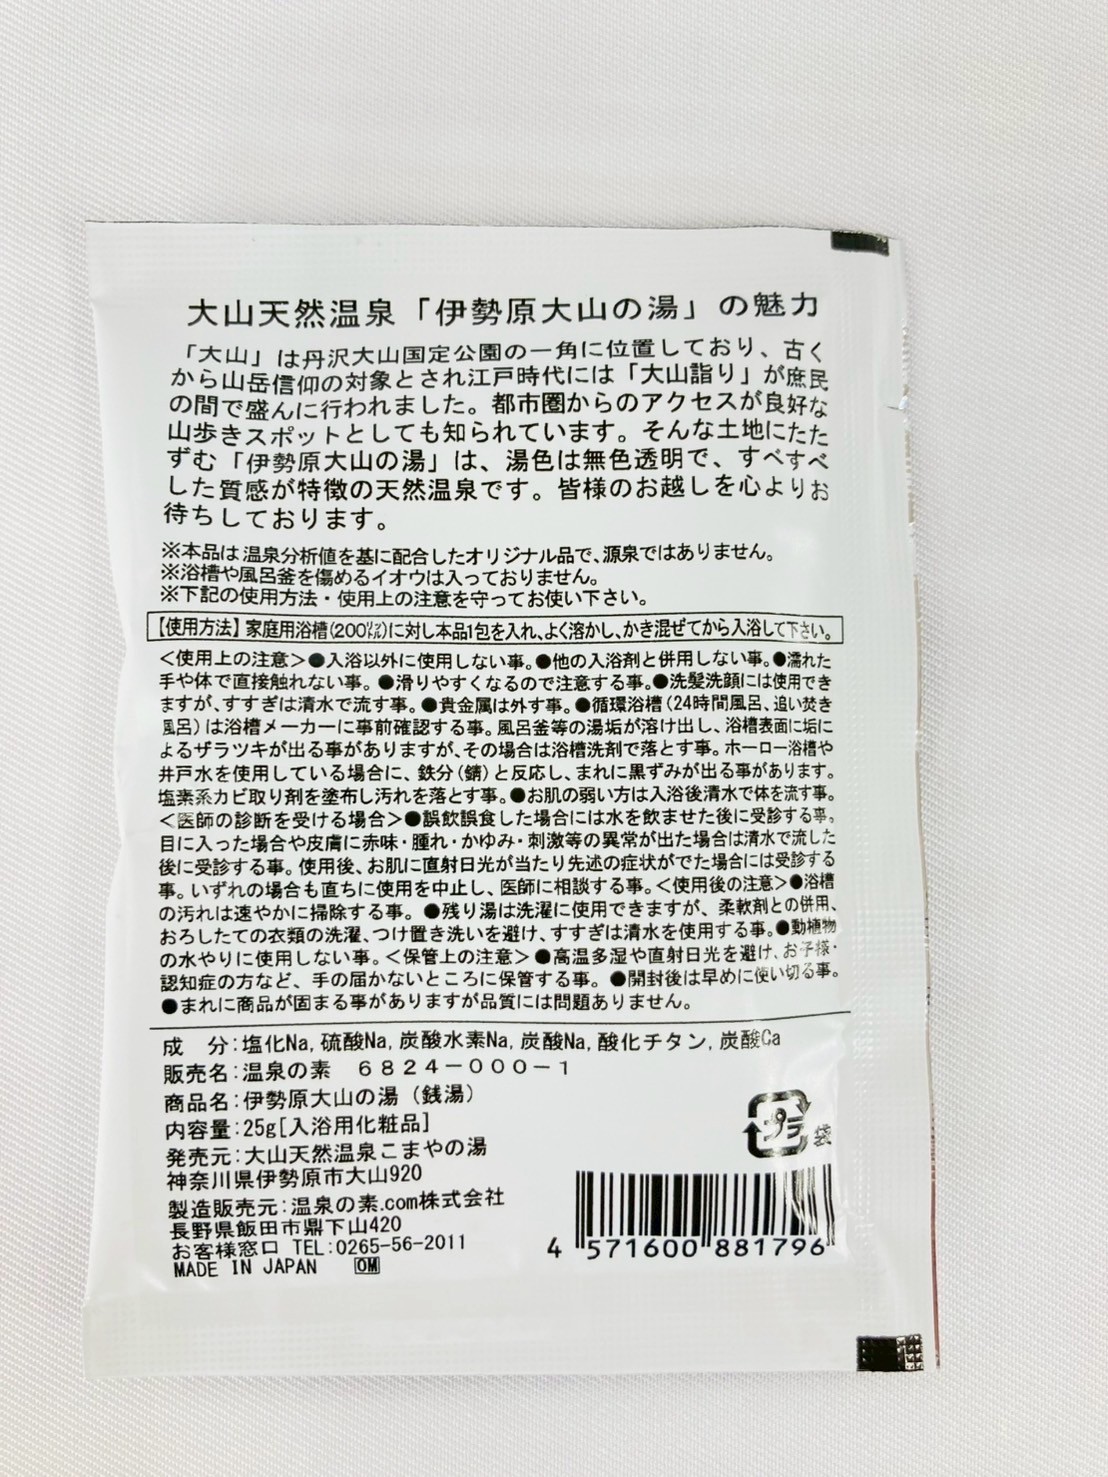 大山天然温泉「伊勢原大山の湯」の魅力
「大山」は丹沢大山国定公園の一角に位置しており、古く
から山岳信仰の対象とされ江戸時代には「大山詣り」が庶民
の間で盛んに行われました。都市圏からのアクセスが良好な
山歩きスポットとしても知られています。そんな土地にたた
ずむ「伊勢原大山の湯」は、湯色は無色透明で、すべすべ
した質感が特徴の天然温泉です。皆様のお越しを心よりお
待ちしております。
※本品は温泉分析値を基に配合したオリジナル品で、源泉ではありません。
※浴槽や風呂釜を傷めるイオウは入っておりません。
※下記の使用方法・使用上の注意を守ってお使い下さい。
【使用方法】家庭用浴槽(200㍑)に対し本品1包を入れ、よく溶かし、かき混ぜてから入浴して下さい。
<使用上の注意>●入浴以外に使用しない事。●他の入浴剤と併用しない事。●濡れた
手や体で直接触れない事。●滑りやすくなるので注意する事。●洗髪洗顔には使用でき
ますが、すすぎは清水で流す事。●貴金属は外す事。●循環浴槽(24時間風呂、追い焚き
風呂)は浴槽メーカーに事前確認する事。風呂釜等の湯垢が溶け出し、浴槽表面に垢に
よるザラツキが出る事がありますが、その場合は浴槽洗剤で落とす事。ホーロー浴槽や
井戸水を使用している場合に、鉄分(錆)と反応し、まれに黒ずみが出る事があります。
塩素系カビ取り剤を塗布し汚れを落とす事。●お肌の弱い方は入浴後清水で体を流す事。
<医師の診断を受ける場合>●誤飲誤食した場合には水を飲ませた後に受診する事。
目に入った場合や皮膚に赤味・腫れ・かゆみ・刺激等の異常が出た場合は清水で流した
後に受診する事。使用後、お肌に直射日光が当たり先述の症状がでた場合には受診する
事。いずれの場合も直ちに使用を中止し、医師に相談する事。<使用後の注意>●浴槽
の汚れは速やかに掃除する事。●残り湯は洗濯に使用できますが、柔軟剤との併用、
おろしたての衣類の洗濯、つけ置き洗いを避け、すすぎは清水を使用する事。●動植物
の水やりに使用しない事。<保管上の注意>●高温多湿や直射日光を避け、お子様・
認知症の方など、手の届かないところに保管する事。●開封後は早めに使い切る事。
●まれに商品が固まる事がありますが品質には問題ありません。
成　分:塩化Na, 硫酸Na, 炭酸水素Na, 炭酸Na, 酸化チタン, 炭酸Ca
販売名:温泉の素　６８２４－０００－１
商品名:伊勢原大山の湯（銭湯）
内容量:25g[入浴用化粧品]
発売元:大山天然温泉こまやの湯
神奈川県伊勢原市大山920
製造販売元:温泉の素.com株式会社
長野県飯田市鼎下山420
お客様窓口 TEL:0265-56-2011
MADE IN JAPAN OM
プラ 袋
4 571600 881796